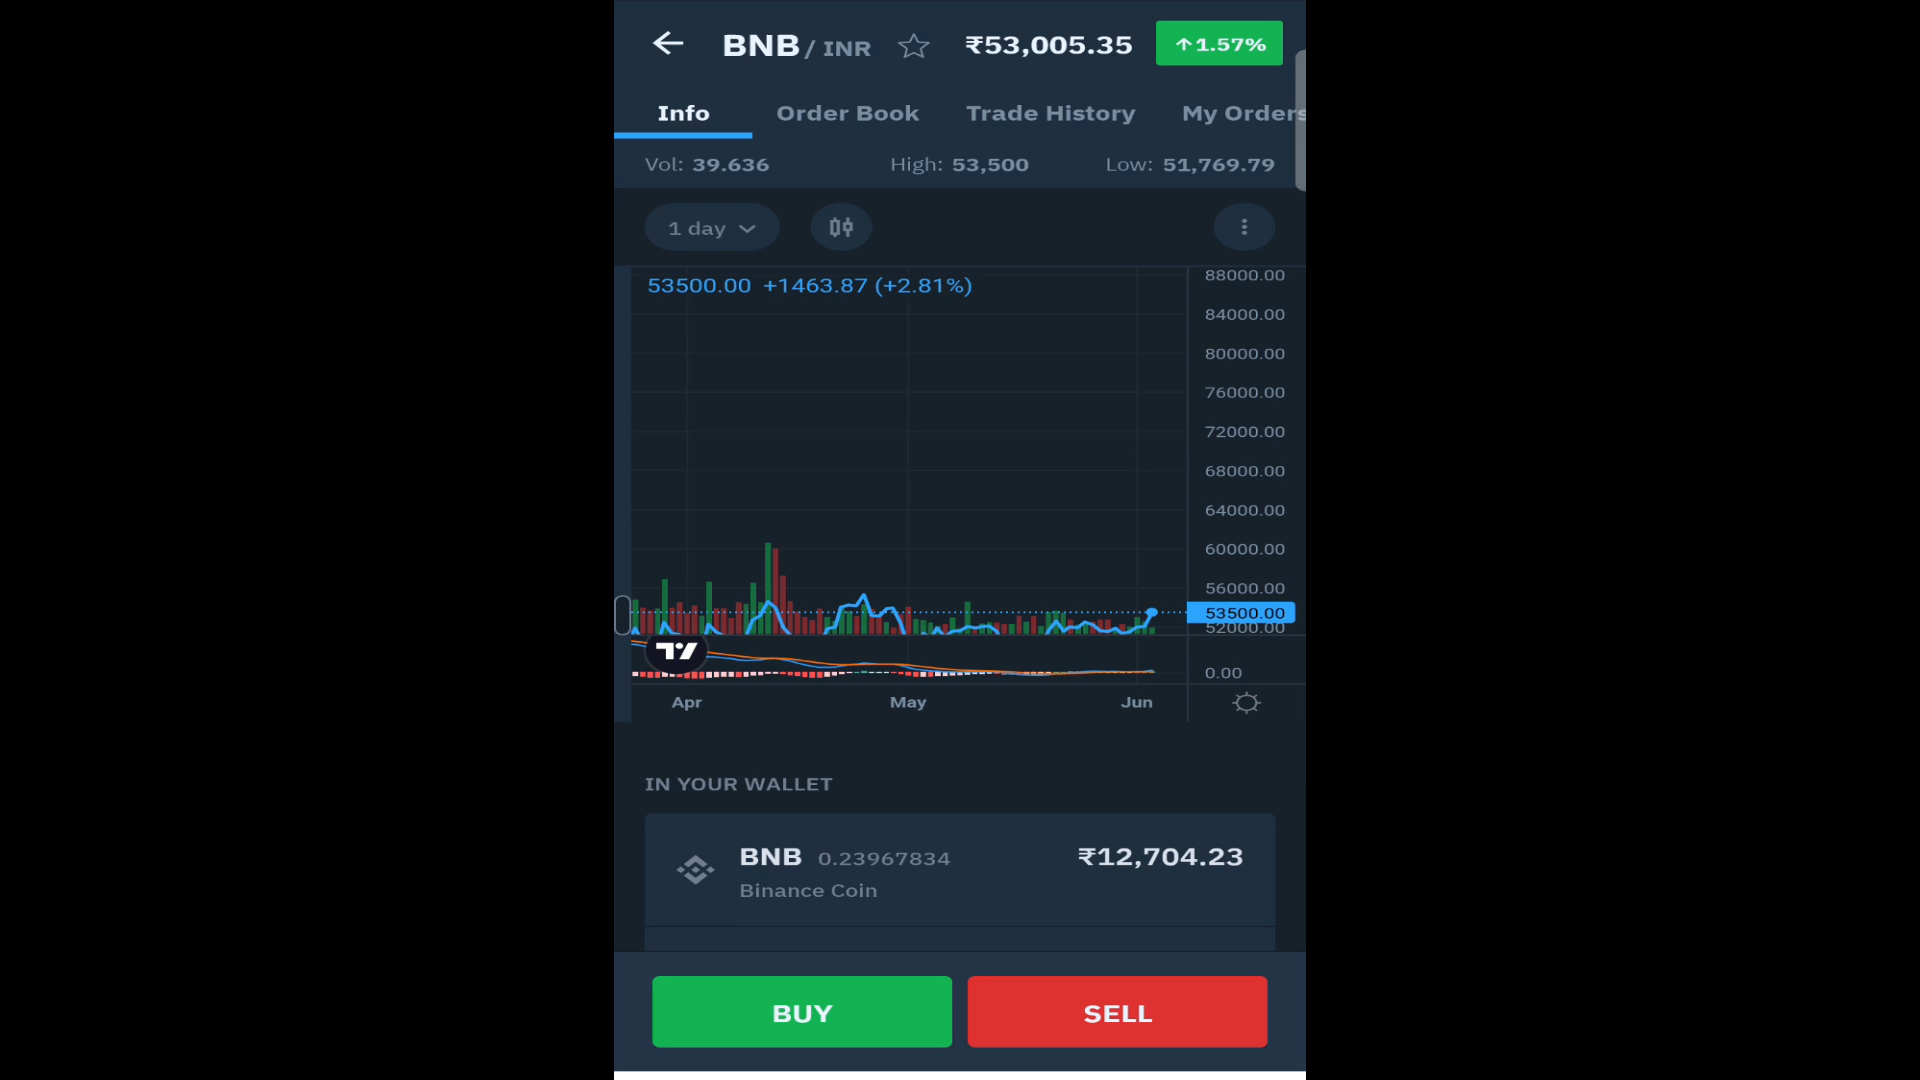 BNB / INR ₹53,005.35 ↑1.57%
Info Order Book Trade History My Orders
Vol: 39.636 High: 53,500 Low: 51,769.79
1 day
53500.00 +1463.87 (+2.81%)
88000.00
84000.00
80000.00
76000.00
72000.00
68000.00
64000.00
60000.00
56000.00
53500.00
52000.00
0.00
Apr May Jun
IN YOUR WALLET
BNB 0.23967834 ₹12,704.23
Binance Coin
BUY SELL